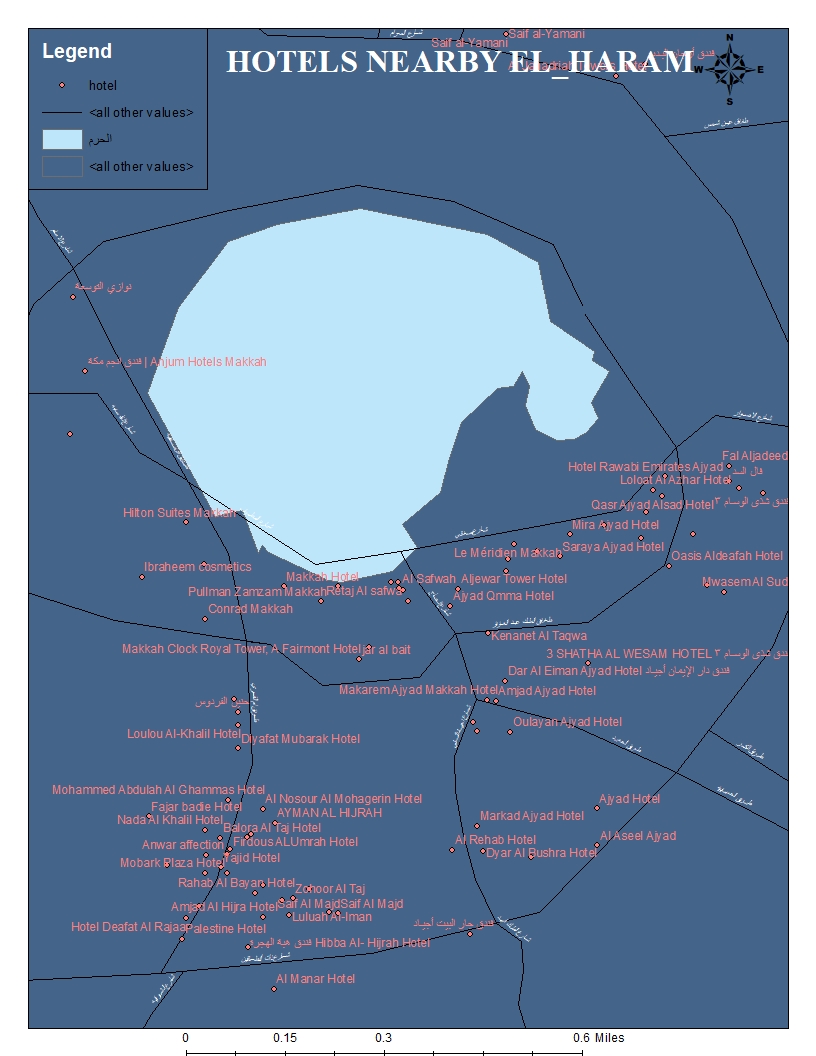 Legend
hotel
<all other values>
الحرم
<all other values>
HOTELS NEARBY El_HARAM
N
W
E
S
Saif al-Yamani
Saif al-Yamani
نوازي التوسعة
فندق انجم مكة | Anjum Hotels Makkah
Fal Aljadeed
Hotel Rawabi Emirates Ajyad
Loloat Al Azhar Hotel
Qasr Ajyad Alsad Hotel
Hilton Suites Makkah
Mira Ajyad Hotel
Le Méridien Makkah
Saraya Ajyad Hotel
Oasis Aldeafah Hotel
Ibraheem cosmetics
Makkah Hotel
Al Safwah
Aljewar Tower Hotel
Mwasem Al Sud
Pullman Zamzam Makkah
Retaj Al safwa
Ajyad Qmma Hotel
Conrad Makkah
Kenanet Al Taqwa
Makkah Clock Royal Tower, A Fairmont Hotel
jar al bait
3 SHATHA AL WESAM HOTEL فندق شذى الوسام ٣
Dar Al Eiman Ajyad Hotel فندق دار الإيمان أجياد
Makarem Ajyad Makkah Hotel
Amjad Ajyad Hotel
حنين الفردوس
Oulayan Ajyad Hotel
Loulou Al-Khalil Hotel
Diyafat Mubarak Hotel
Mohammed Abdulah Al Ghammas Hotel
Al Nosour Al Mohagerin Hotel
Ajyad Hotel
Fajar badie Hotel
AYMAN AL HIJRAH
Nada Al Khalil Hotel
Markad Ajyad Hotel
Balora Al Taj Hotel
Anwar affection
Firdous ALUmrah Hotel
Al Rehab Hotel
Al Aseel Ajyad
Mobark Plaza Hotel
Tajid Hotel
Dyar Al Bushra Hotel
Rahab Al Bayan Hotel
Zohoor Al Taj
Amjad Al Hijra Hotel
Saif Al Majd
Saif Al Majd
Luluah Al-Iman
Hotel Deafat Al Rajaa
Palestine Hotel
فندق جار البيت أجياد
فندق هبة الهجرة Hibba Al- Hijrah Hotel
Al Manar Hotel
0 0.15 0.3 0.6 Miles